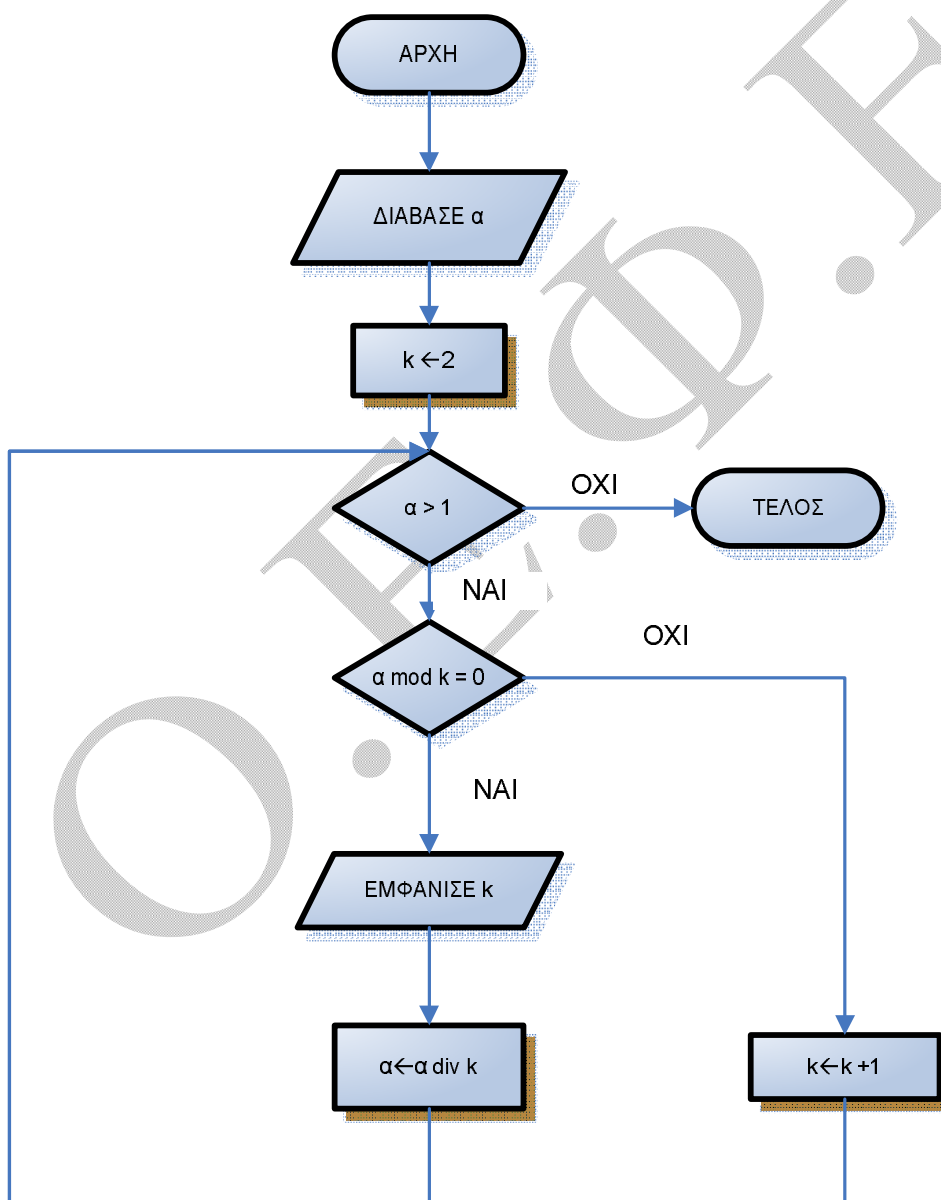 ΑΡΧΗ
ΔΙΑΒΑΣΕ α
k ←2
α > 1
ΟΧΙ
ΤΕΛΟΣ
ΝΑΙ
α mod k = 0
ΟΧΙ
ΝΑΙ
ΕΜΦΑΝΙΣΕ k
α←α div k
k←k +1
Ο.Ε.Φ.Ε